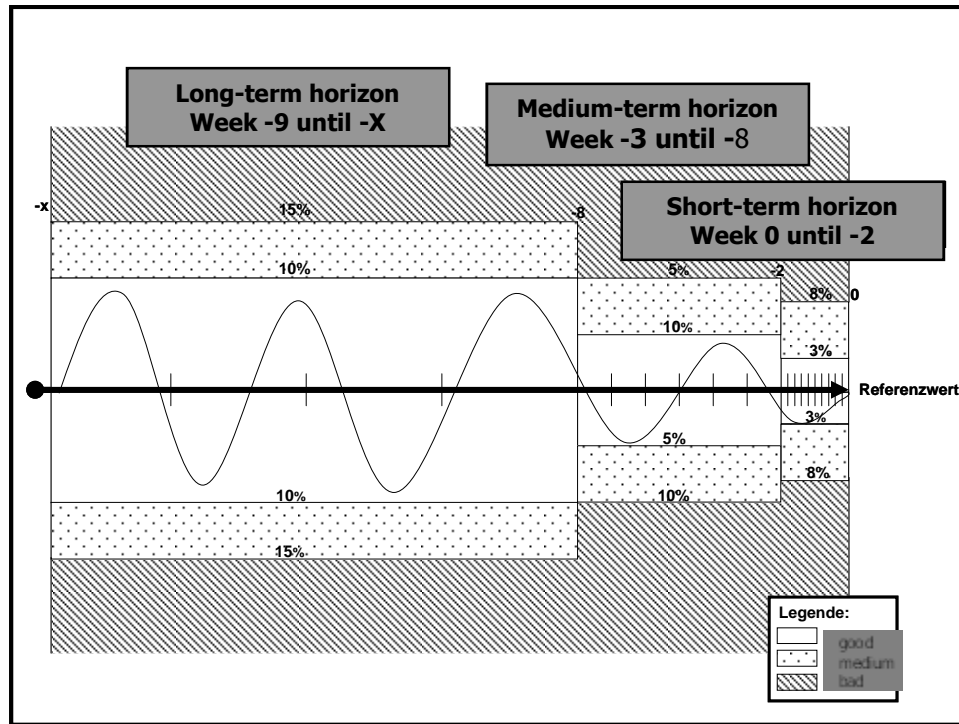 Long-term horizon
Week -9 until -X
Medium-term horizon
Week -3 until -8
Short-term horizon
Week 0 until -2
-x
15%
-8
10%
5%
-2
10%
8%
0
3%
Referenzwert
3%
5%
8%
10%
10%
15%
Legende:
good
medium
bad